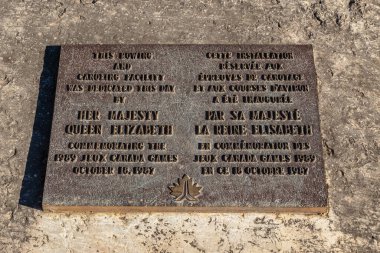 THIS ROWING
AND
CANOEING FACILITY
WAS DEDICATED THIS DAY
BY
HER MAJESTY
QUEEN ELIZABETH
COMMEMORATING THE
1989 JEUX CANADA GAMES
OCTOBER 16, 1987
CETTE INSTALLATION
RÉSERVÉE AUX
ÉPREUVES DE CANOTAGE
ET AUX COURSES D'AVIRON
A ÉTÉ INAUGURÉE
PAR SA MAJESTÉ
LA REINE ELISABETH
EN COMMÉMORATION DES
JEUX CANADA GAMES 1989
EN CE 16 OCTOBRE 1987